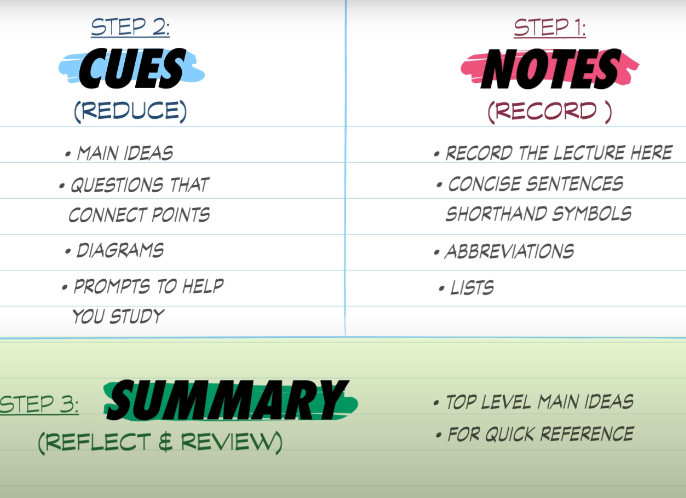 STEP 2:
CUES
(REDUCE)
• MAIN IDEAS
• QUESTIONS THAT
CONNECT POINTS
• DIAGRAMS
• PROMPTS TO HELP
YOU STUDY
STEP 1:
NOTES
(RECORD )
• RECORD THE LECTURE HERE
• CONCISE SENTENCES
SHORTHAND SYMBOLS
• ABBREVIATIONS
• LISTS
STEP 3:
SUMMARY
(REFLECT & REVIEW)
• TOP LEVEL MAIN IDEAS
• FOR QUICK REFERENCE